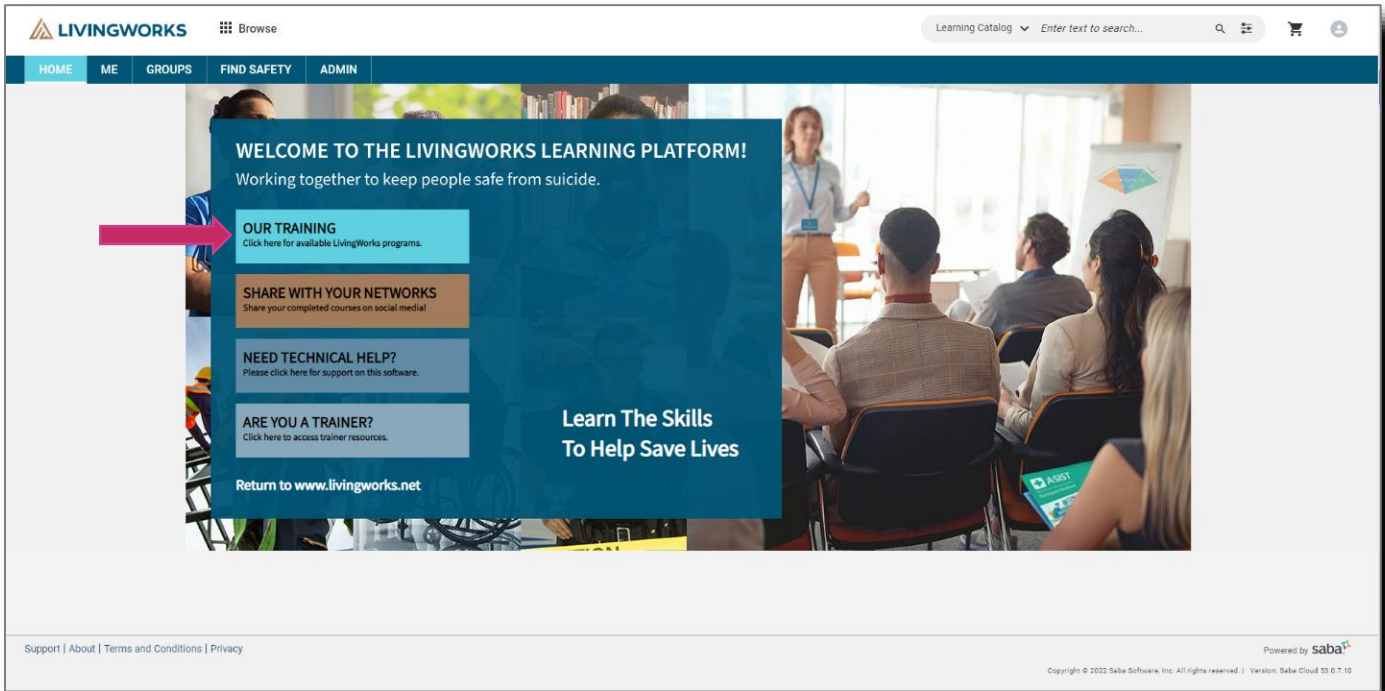 LIVINGWORKS
Browse
Learning Catalog
Enter text to search...
HOME
ME
GROUPS
FIND SAFETY
ADMIN
WELCOME TO THE LIVINGWORKS LEARNING PLATFORM!
Working together to keep people safe from suicide.
OUR TRAINING
Click here for available LivingWorks programs.
SHARE WITH YOUR NETWORKS
Share your completed courses on social media!
NEED TECHNICAL HELP?
Please click here for support on this software.
ARE YOU A TRAINER?
Click here to access trainer resources.
Learn The Skills
To Help Save Lives
Return to www.livingworks.net
ASIST
Support | About | Terms and Conditions | Privacy
Powered by saba
Copyright © 2022 Saba Software, Inc. All rights reserved. | Version: Saba Cloud 53.0.7.10